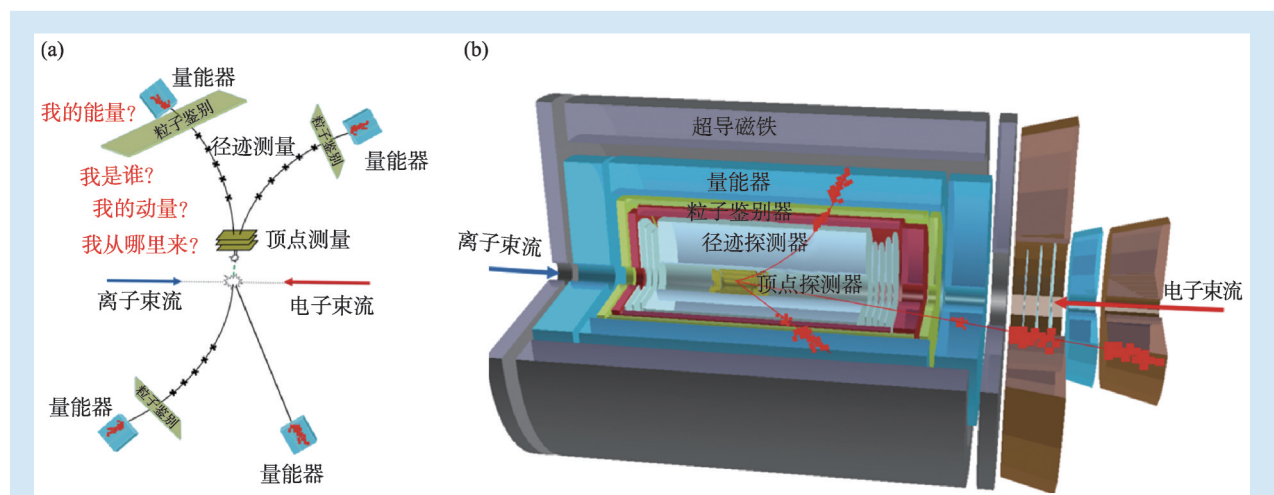 (a)
量能器
我的能量?
粒子鉴别
径迹测量
粒子鉴别
量能器
我是谁?
我的动量?
我从哪里来?
顶点测量
离子束流
电子束流
量能器
粒子鉴别
量能器
(b)
超导磁铁
量能器
粒子鉴别器
径迹探测器
离子束流
顶点探测器
电子束流